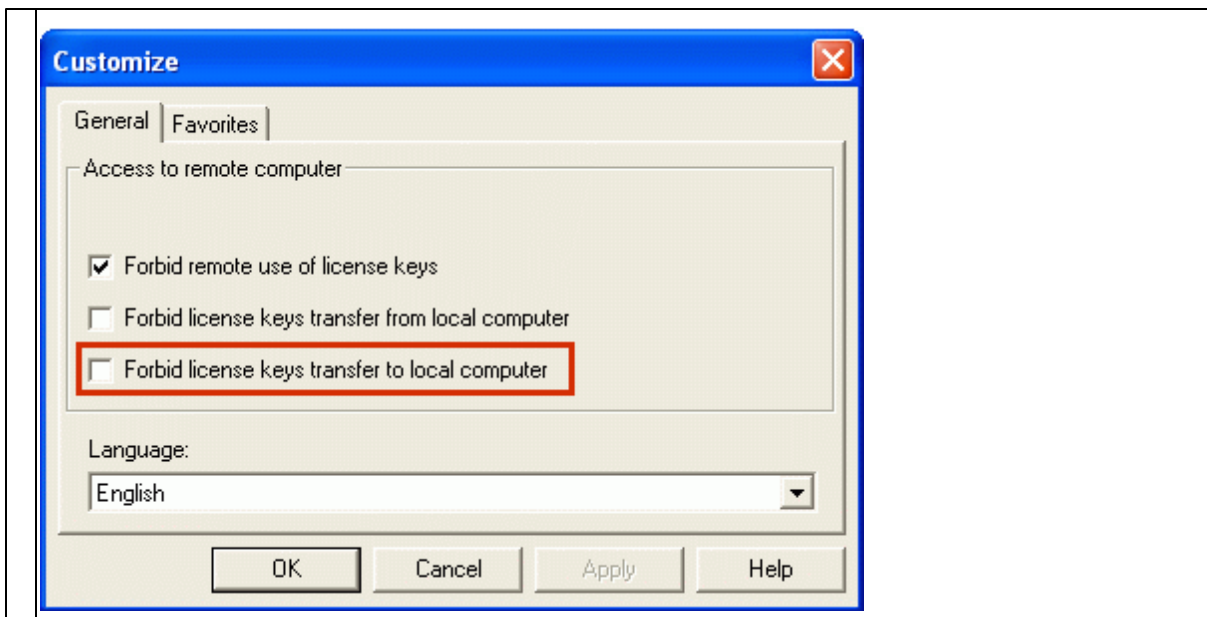 Customize
General
Favorites
Access to remote computer
Forbid remote use of license keys
Forbid license keys transfer from local computer
Forbid license keys transfer to local computer
Language:
English
OK
Cancel
Apply
Help